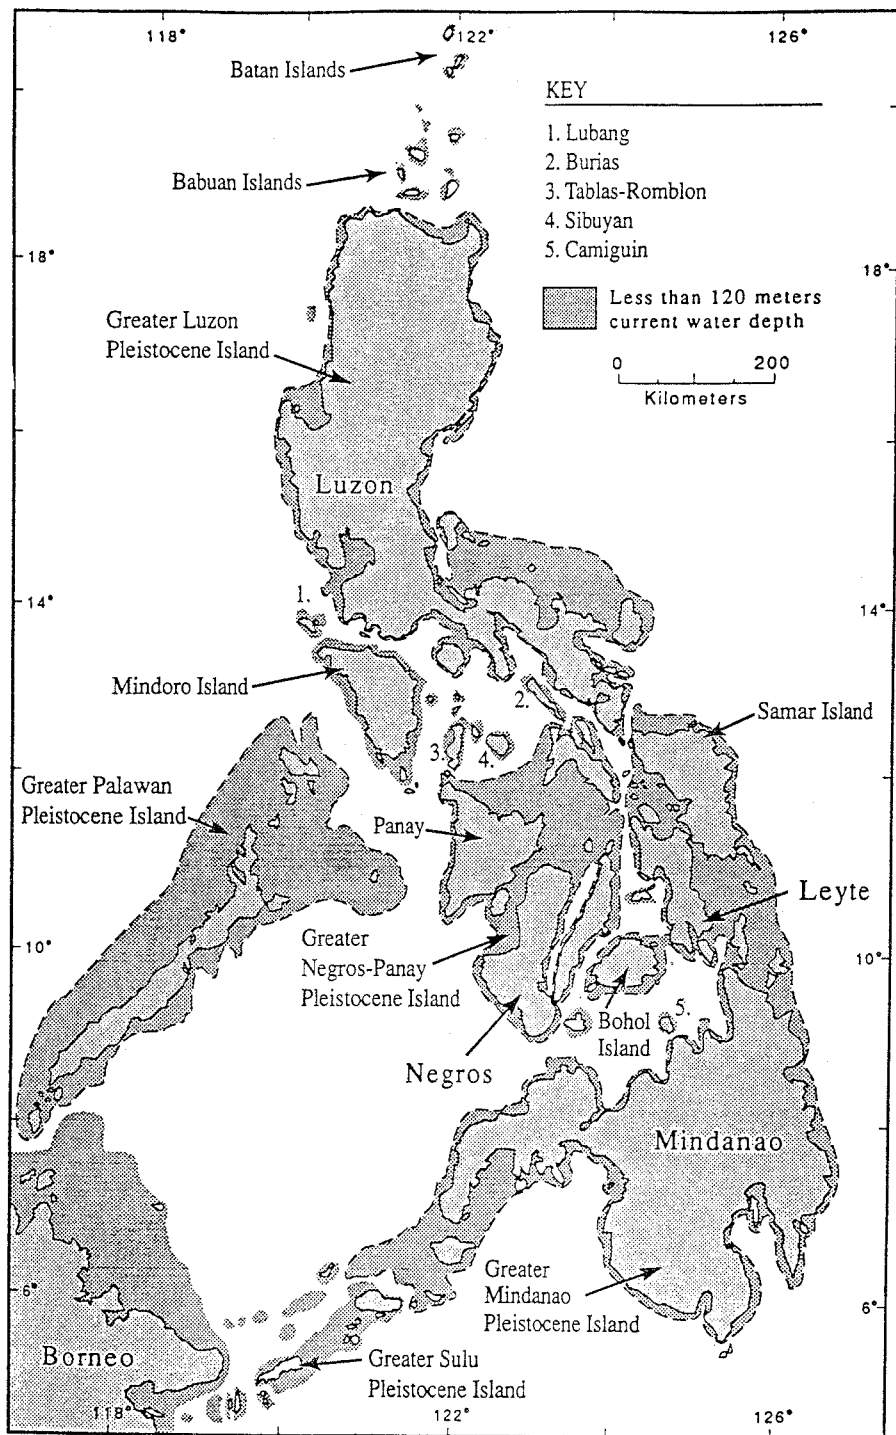 118°
122°
126°
Batan Islands
KEY
1. Lubang
2. Burias
3. Tablas-Romblon
4. Sibuyan
5. Camiguin
Babuan Islands
18°
18°
Less than 120 meters
current water depth
0 200
Kilometers
Greater Luzon
Pleistocene Island
Luzon
1.
14°
14°
Mindoro Island
2.
Samar Island
3.
4.
Greater Palawan
Pleistocene Island
Panay
Leyte
10°
10°
Greater
Negros-Panay
Pleistocene Island
5.
Bohol
Island
Negros
Mindanao
6°
6°
Greater
Mindanao
Pleistocene Island
Borneo
Greater Sulu
Pleistocene Island
118°
122°
126°